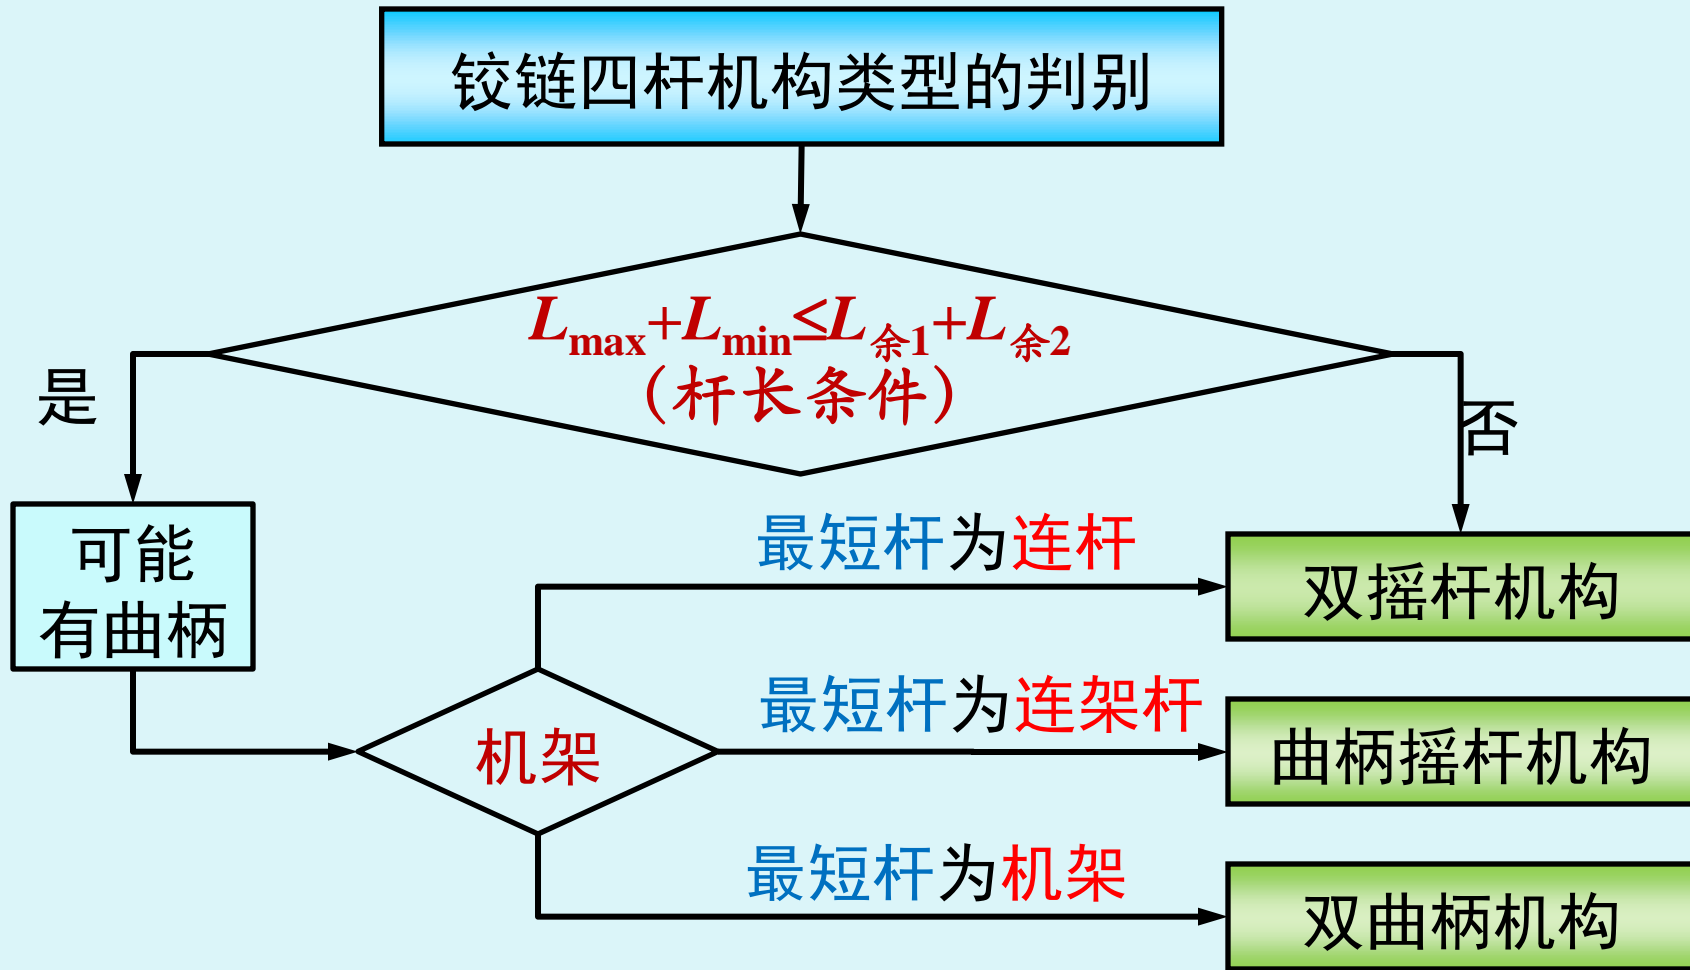 铰链四杆机构类型的判别
Lmax+Lmin≤L余1+L余2
（杆长条件）
是
否
可能
有曲柄
最短杆为连杆
双摇杆机构
最短杆为连架杆
机架
曲柄摇杆机构
最短杆为机架
双曲柄机构